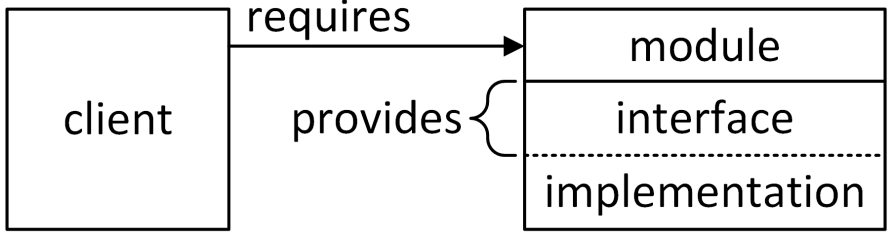 requires
module
client
provides
interface
implementation